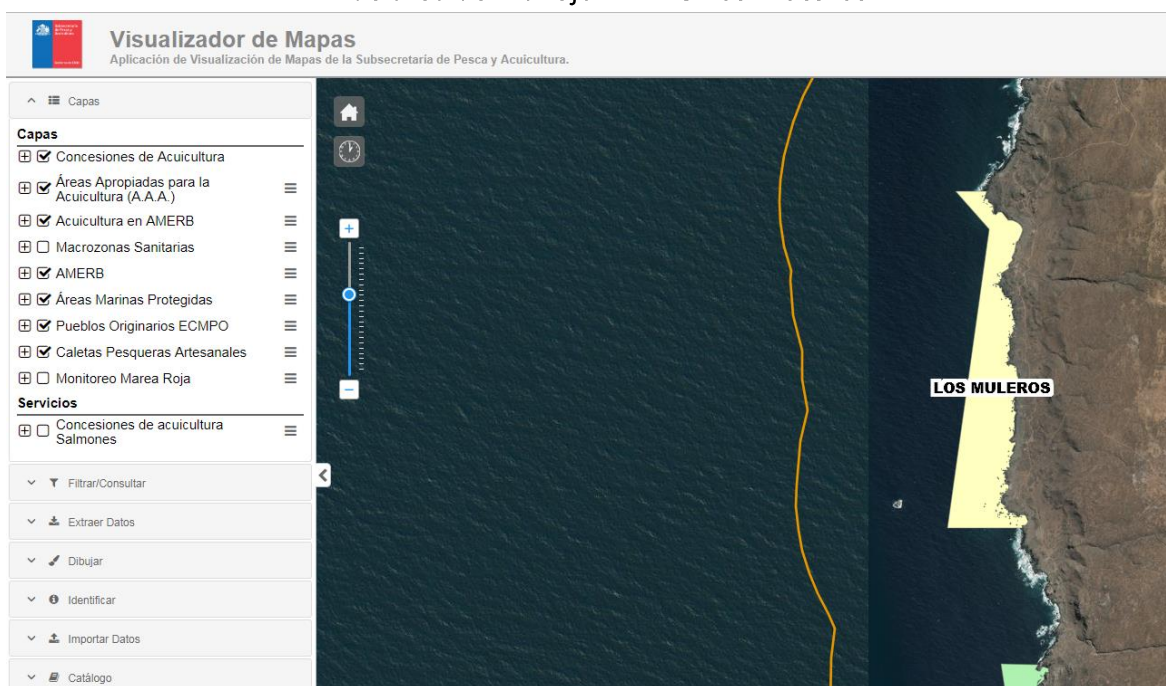 Visualizador de Mapas
Aplicación de Visualización de Mapas de la Subsecretaría de Pesca y Acuicultura.
Capas
Capas
Concesiones de Acuicultura
Áreas Apropiadas para la
Acuicultura (A.A.A.)
Acuicultura en AMERB
Macrozonas Sanitarias
AMERB
Áreas Marinas Protegidas
Pueblos Originarios ECMPO
Caletas Pesqueras Artesanales
Monitoreo Marea Roja
Servicios
Concesiones de acuicultura
Salmones
Filtrar/Consultar
Extraer Datos
Dibujar
Identificar
Importar Datos
Catálogo
LOS MULEROS